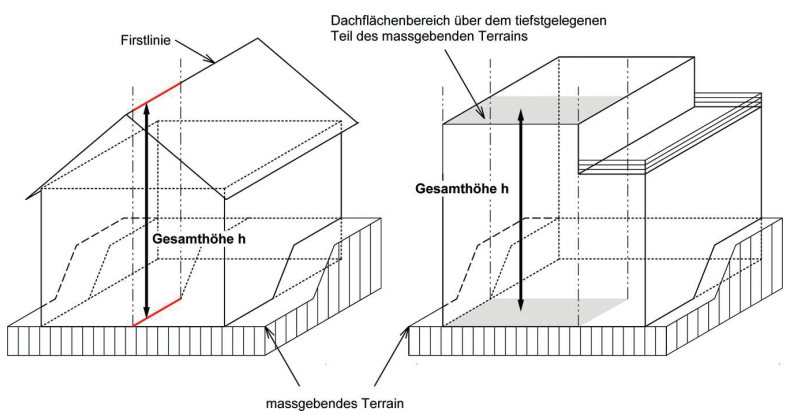 Firstlinie
Dachflächenbereich über dem tiefstgelegenen
Teil des massgebenden Terrains
Gesamthöhe h
Gesamthöhe h
massgebendes Terrain